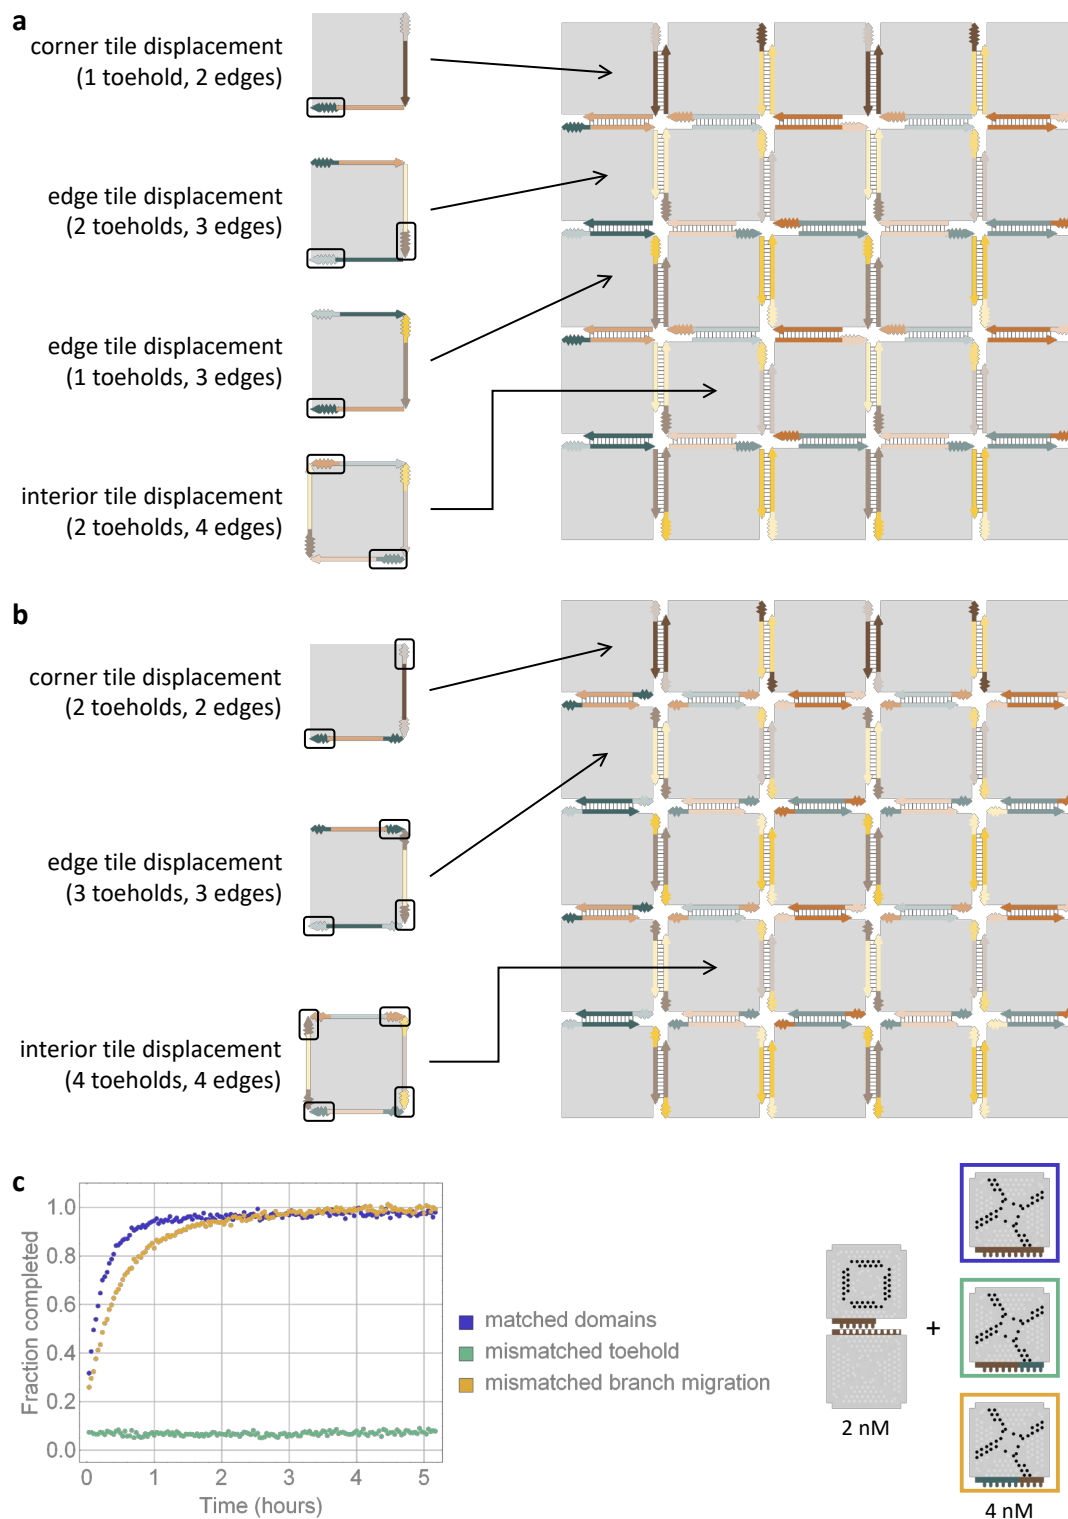 a
corner tile displacement
(1 toehold, 2 edges)
edge tile displacement
(2 toeholds, 3 edges)
edge tile displacement
(1 toeholds, 3 edges)
interior tile displacement
(2 toeholds, 4 edges)
b
corner tile displacement
(2 toeholds, 2 edges)
edge tile displacement
(3 toeholds, 3 edges)
interior tile displacement
(4 toeholds, 4 edges)
c
Fraction completed
1.0
0.8
0.6
0.4
0.2
0.0
0
1
2
3
4
5
Time (hours)
matched domains
mismatched toehold
mismatched branch migration
+
2 nM
4 nM